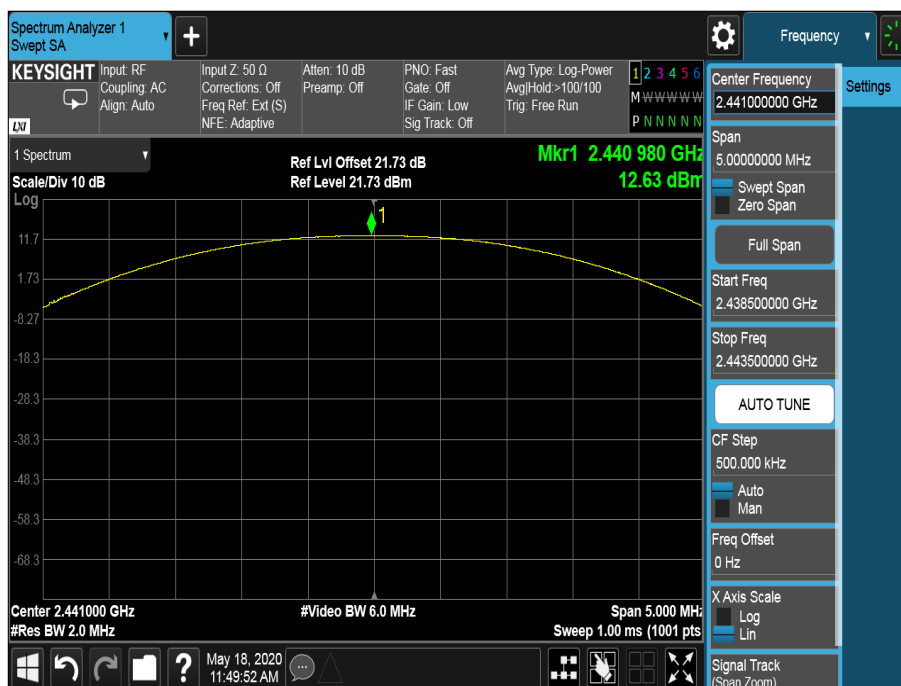 Spectrum Analyzer 1
Swept SA
Frequency
KEYSIGHT
LXI
Input: RF
Coupling: AC
Align: Auto
Input Z: 50 Ω
Corrections: Off
Freq Ref: Ext (S)
NFE: Adaptive
Atten: 10 dB
Preamp: Off
PNO: Fast
Gate: Off
IF Gain: Low
Sig Track: Off
Avg Type: Log-Power
Avg|Hold:>100/100
Trig: Free Run
1 2 3 4 5 6
M W W W W W
P N N N N N
1 Spectrum
Scale/Div 10 dB
Log
Ref Lvl Offset 21.73 dB
Ref Level 21.73 dBm
Mkr1 2.440 980 GHz
12.63 dBm
1
11.7
1.73
-8.27
-18.3
-28.3
-38.3
-48.3
-58.3
-68.3
Center 2.441000 GHz
#Res BW 2.0 MHz
#Video BW 6.0 MHz
Span 5.000 MHz
Sweep 1.00 ms (1001 pts
Center Frequency
2.441000000 GHz
Settings
Span
5.00000000 MHz
Swept Span
Zero Span
Full Span
Start Freq
2.438500000 GHz
Stop Freq
2.443500000 GHz
AUTO TUNE
CF Step
500.000 kHz
Auto
Man
Freq Offset
0 Hz
X Axis Scale
Log
Lin
Signal Track
(Span Zoom)
?
May 18, 2020
11:49:52 AM